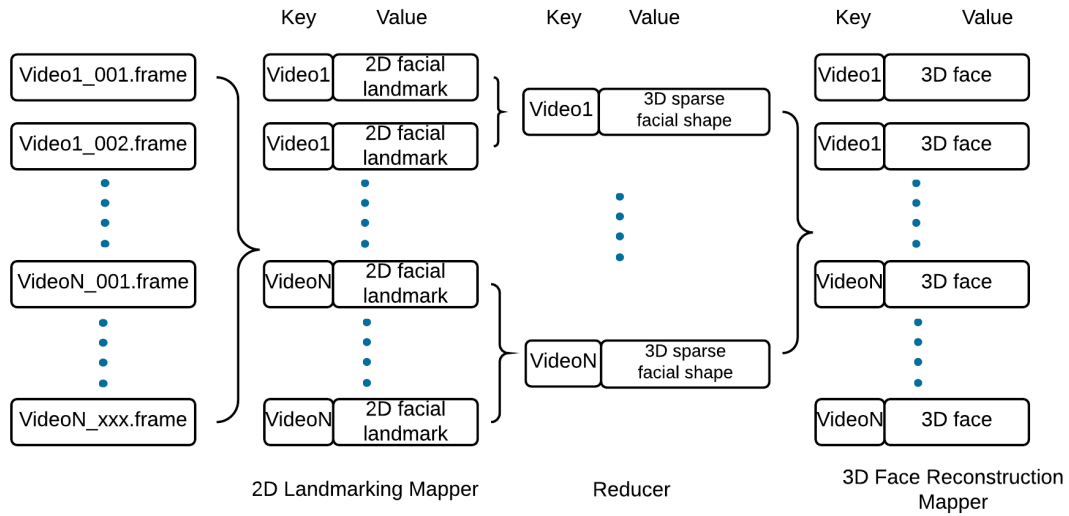 Key Value Key Value Key Value
Video1_001.frame
Video1_002.frame
VideoN_001.frame
VideoN_xxx.frame
Video1 2D facial
landmark
Video1 2D facial
landmark
VideoN 2D facial
landmark
VideoN 2D facial
landmark
2D Landmarking Mapper
Video1 3D sparse
facial shape
VideoN 3D sparse
facial shape
Reducer
Video1 3D face
Video1 3D face
VideoN 3D face
VideoN 3D face
3D Face Reconstruction
Mapper